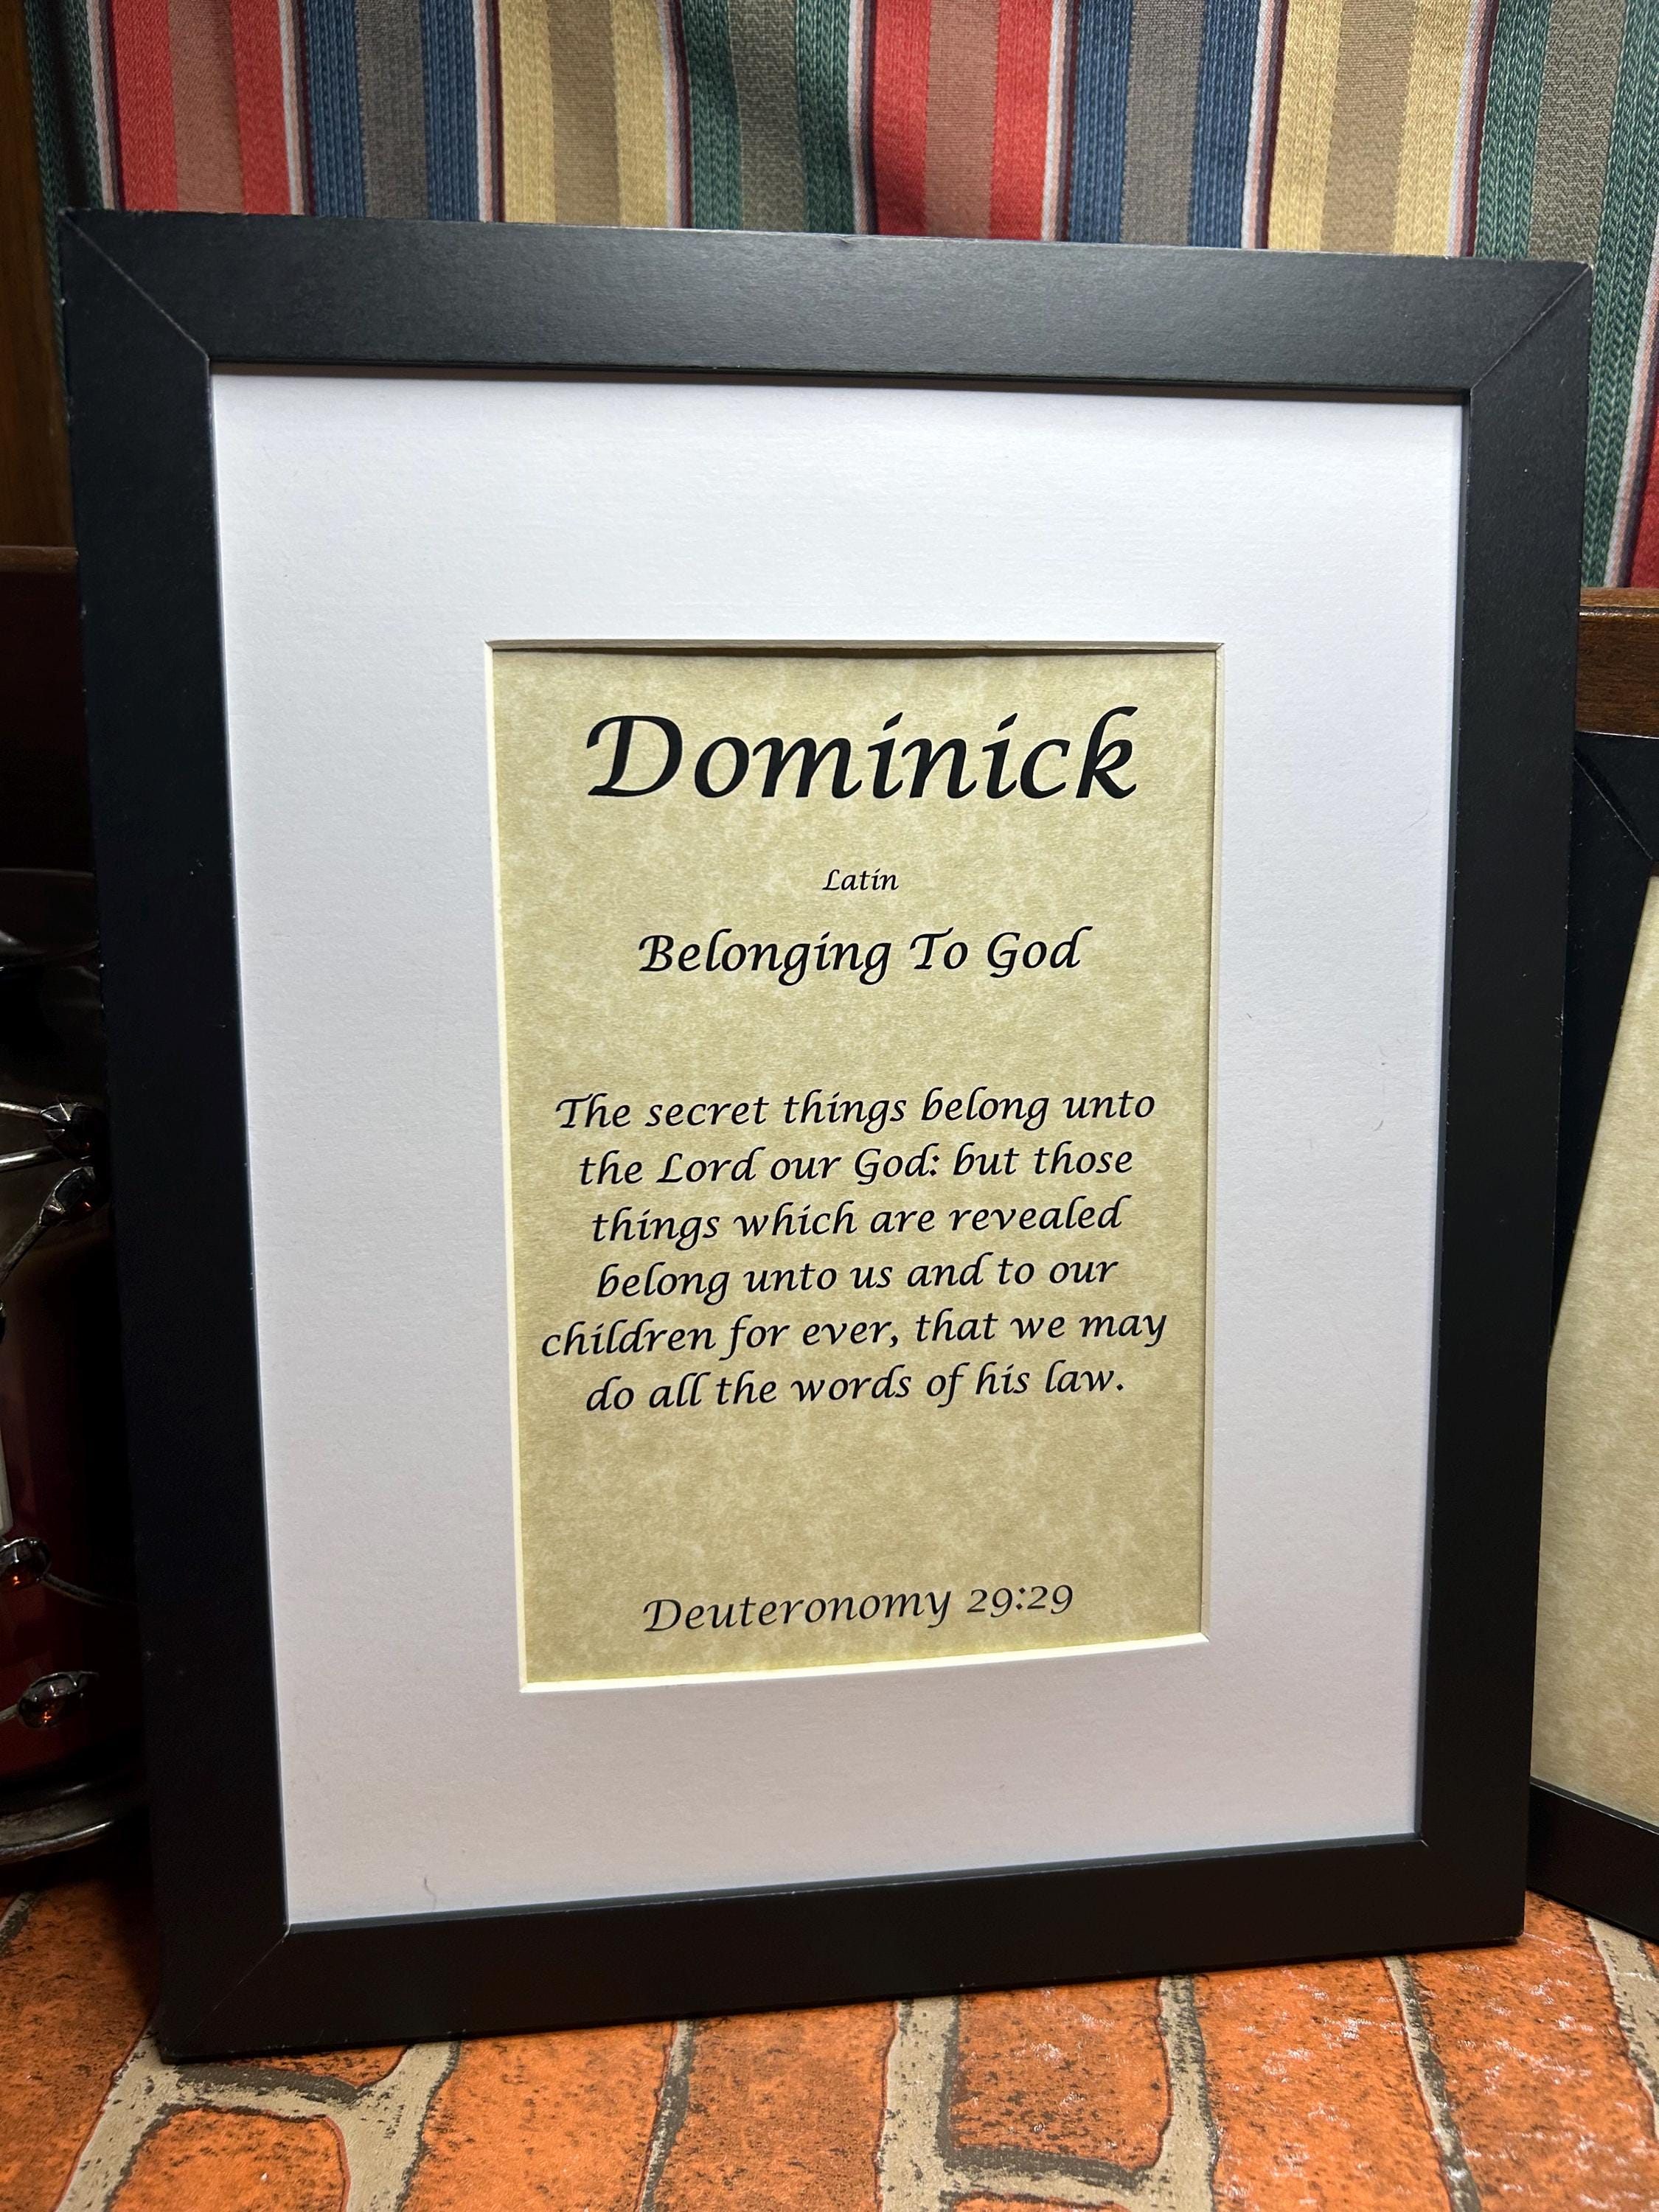 Dominick
Latin
Belonging To God
The secret things belong unto
the Lord our God: but those
things which are revealed
belong unto us and to our
children for ever, that we may
do all the words of his law.
Deuteronomy 29:29